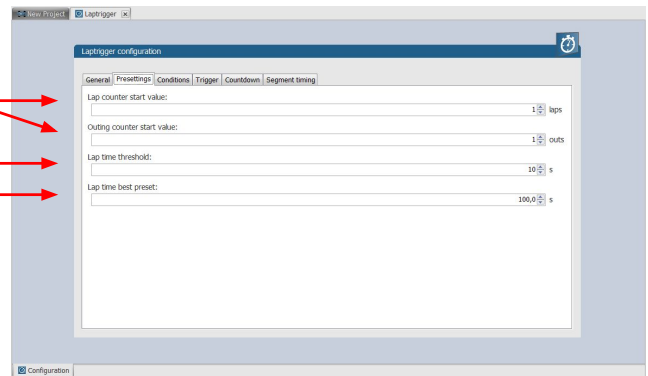 New Project
Laptrigger
Laptrigger configuration
General Presettings Conditions Trigger Countdown Segment timing
Lap counter start value:
1 laps
Outing counter start value:
1 outs
Lap time threshold:
10 s
Lap time best preset:
100,0 s
Configuration